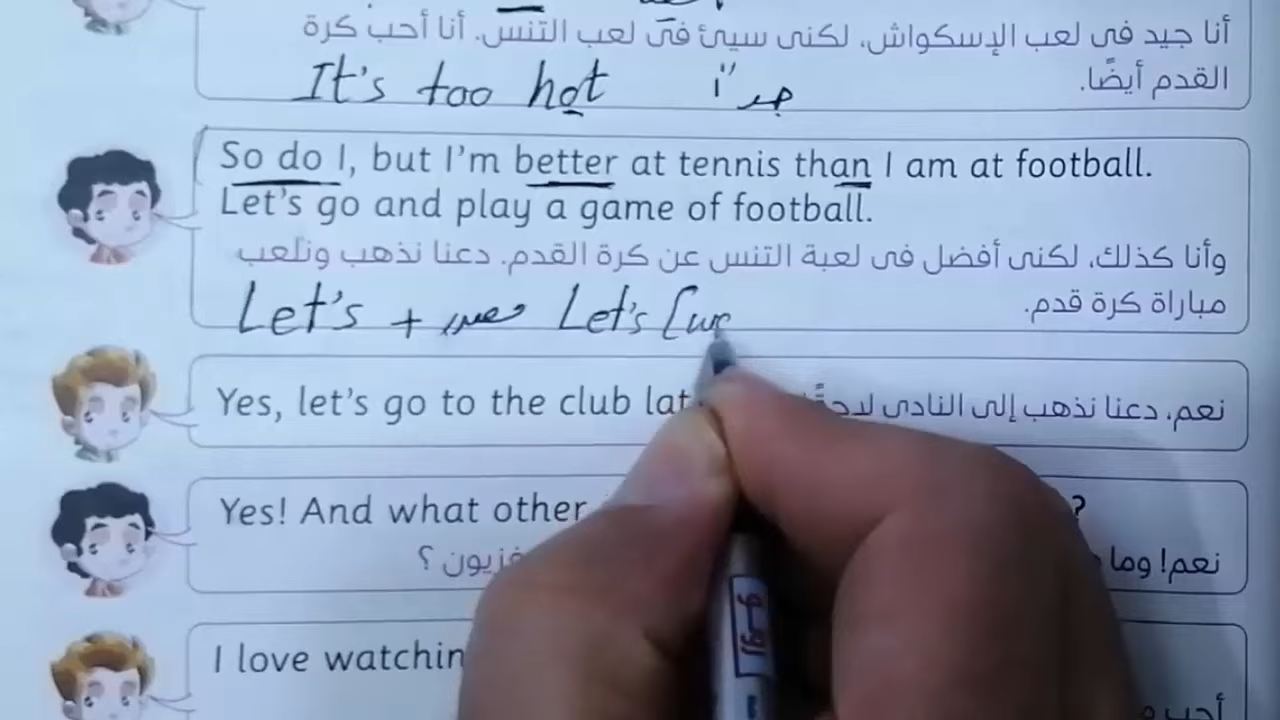 أنا جيد فى لعب الإسكواش، لكنى سيئ فى لعب التنس. أنا أحب كرة
القدم أيضًا.
It's too hot جدًا
So do I, but I'm better at tennis than I am at football.
Let's go and play a game of football.
وأنا كذلك، لكنى أفضل فى لعبة التنس عن كرة القدم. دعنا نذهب ونلعب
مباراة كرة قدم.
Let's + مصدر Let's
Yes, let's go to the club
نعم، دعنا نذهب إلى النادى
Yes! And what other ?
نعم! وما
I love